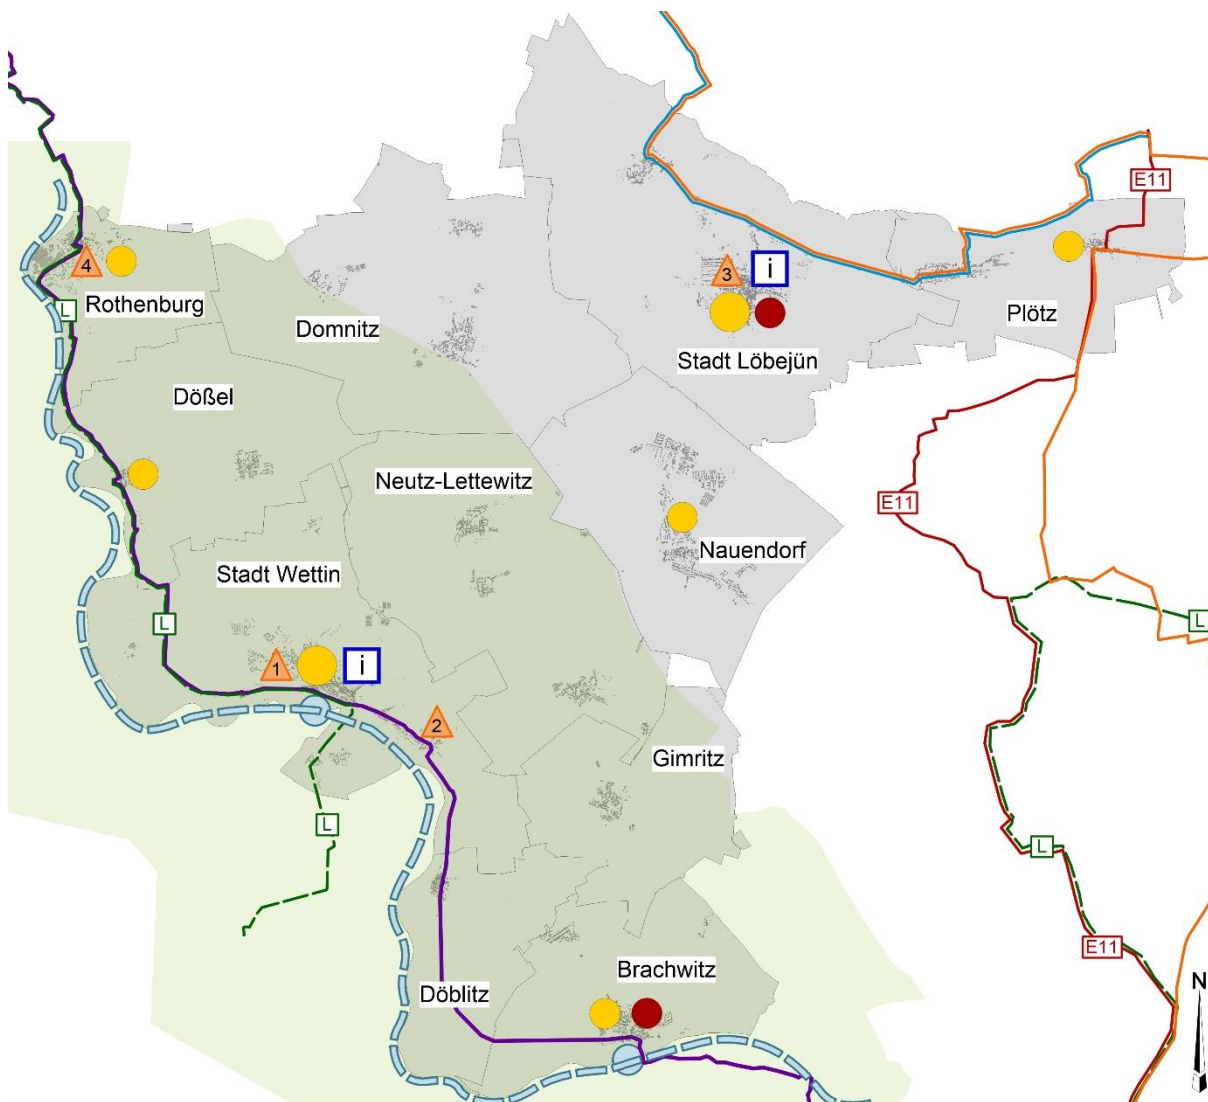 E11
4
Rothenburg
L
3
i
Plötz
Domnitz
Stadt Löbejün
Dößel
Neutz-Lettewitz
E11
Nauendorf
Stadt Wettin
L
L
1
i
2
Gimritz
L
L
E11
Brachwitz
Döblitz
N